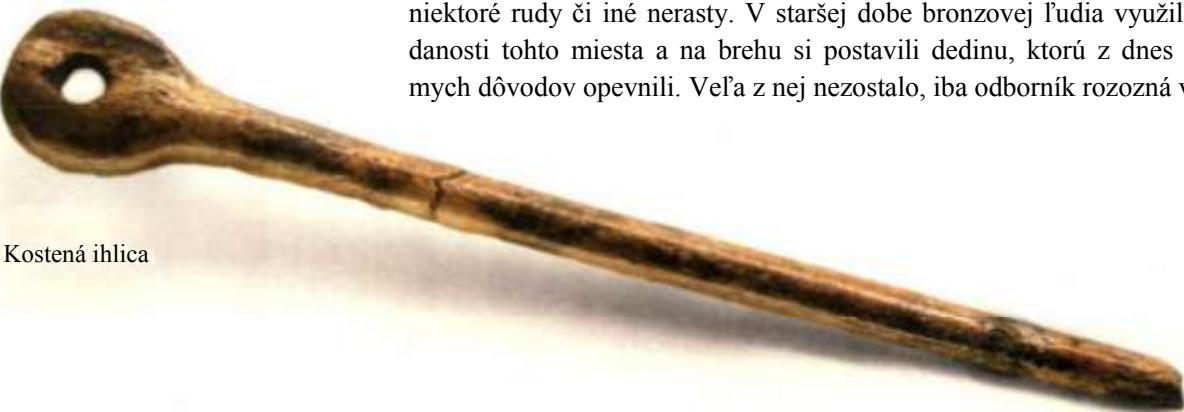 niektoré rudy či iné nerasty. V staršej dobe bronzovej ľudia využil
danosti tohto miesta a na brehu si postavili dedinu, ktorú z dnes
mych dôvodov opevnili. Veľa z nej nezostalo, iba odborník rozozná v
Kostená ihlica